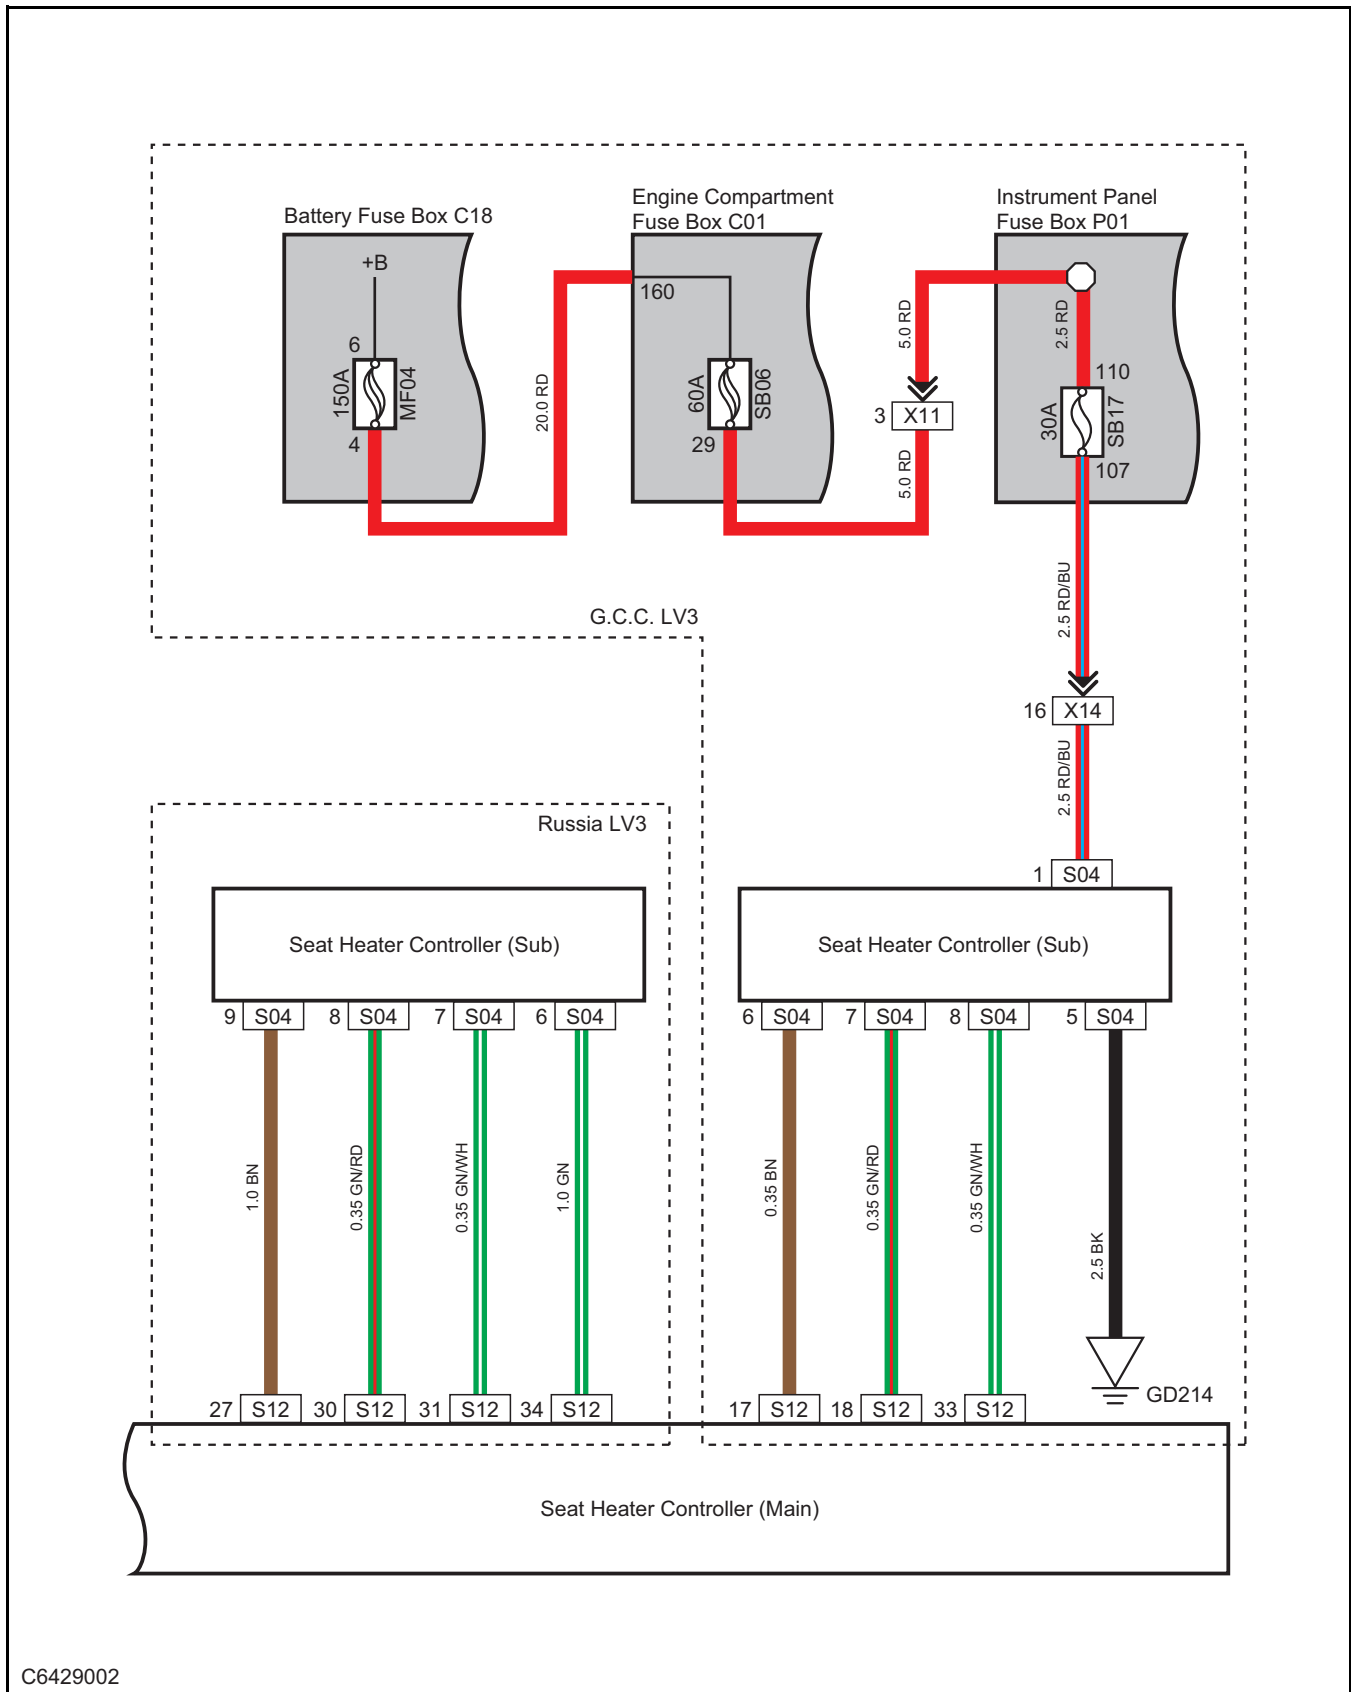 Battery Fuse Box C18
Engine Compartment
Fuse Box C01
Instrument Panel
Fuse Box P01
+B
6
150A
MF04
4
20.0 RD
160
60A
SB06
29
5.0 RD
3 X11
5.0 RD
2.5 RD
110
30A
SB17
107
2.5 RD/BU
G.C.C. LV3
16 X14
2.5 RD/BU
Russia LV3
1 S04
Seat Heater Controller (Sub)
Seat Heater Controller (Sub)
9 S04 8 S04 7 S04 6 S04
6 S04 7 S04 8 S04 5 S04
1.0 BN
0.35 GN/RD
0.35 GN/WH
1.0 GN
0.35 BN
0.35 GN/RD
0.35 GN/WH
2.5 BK
GD214
27 S12 30 S12 31 S12 34 S12
17 S12 18 S12 33 S12
Seat Heater Controller (Main)
C6429002